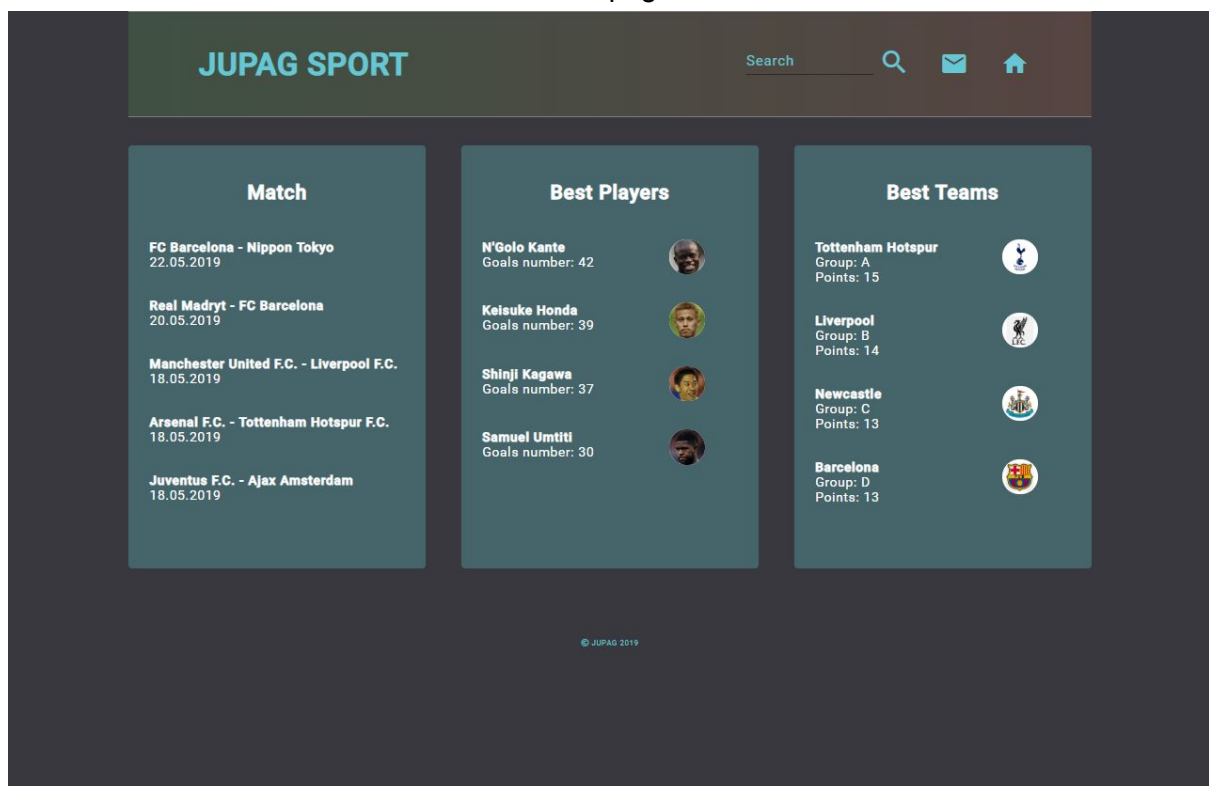 JUPAG SPORT
Search
Match
FC Barcelona - Nippon Tokyo
22.05.2019
Real Madryt - FC Barcelona
20.05.2019
Manchester United F.C. - Liverpool F.C.
18.05.2019
Arsenal F.C. - Tottenham Hotspur F.C.
18.05.2019
Juventus F.C. - Ajax Amsterdam
18.05.2019
Best Players
N'Golo Kante
Goals number: 42
Keisuke Honda
Goals number: 39
Shinji Kagawa
Goals number: 37
Samuel Umtiti
Goals number: 30
Best Teams
Tottenham Hotspur
Group: A
Points: 15
Liverpool
Group: B
Points: 14
L.F.C.
Newcastle
Group: C
Points: 13
Barcelona
Group: D
Points: 13
© JUPAG 2019